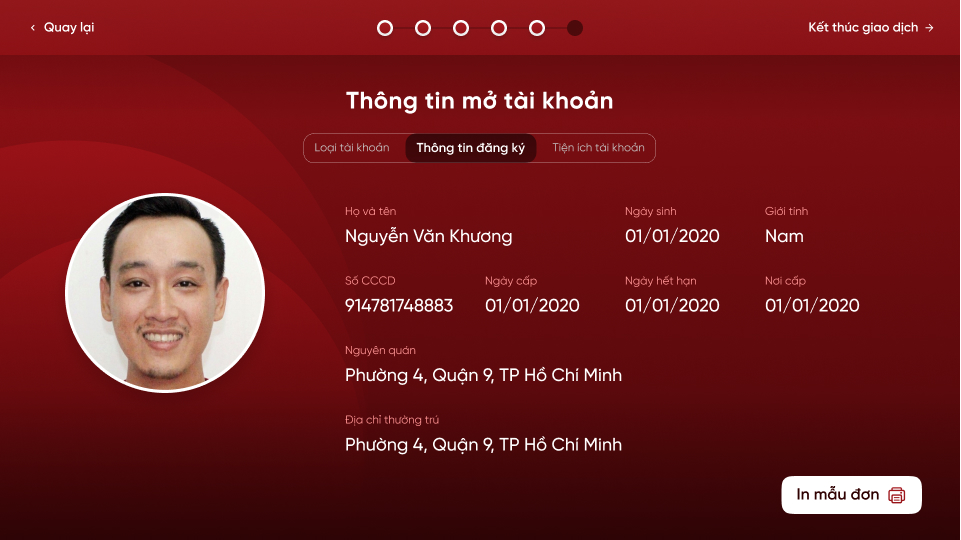 Quay lại
Kết thúc giao dịch
Thông tin mở tài khoản
Loại tài khoản
Thông tin đăng ký
Tiện ích tài khoản
Họ và tên
Ngày sinh
Giới tính
Nguyễn Văn Khương
01/01/2020
Nam
Số CCCD
Ngày cấp
Ngày hết hạn
Nơi cấp
914781748883
01/01/2020
01/01/2020
01/01/2020
Nguyên quán
Phường 4, Quận 9, TP Hồ Chí Minh
Địa chỉ thường trú
Phường 4, Quận 9, TP Hồ Chí Minh
In mẫu đơn